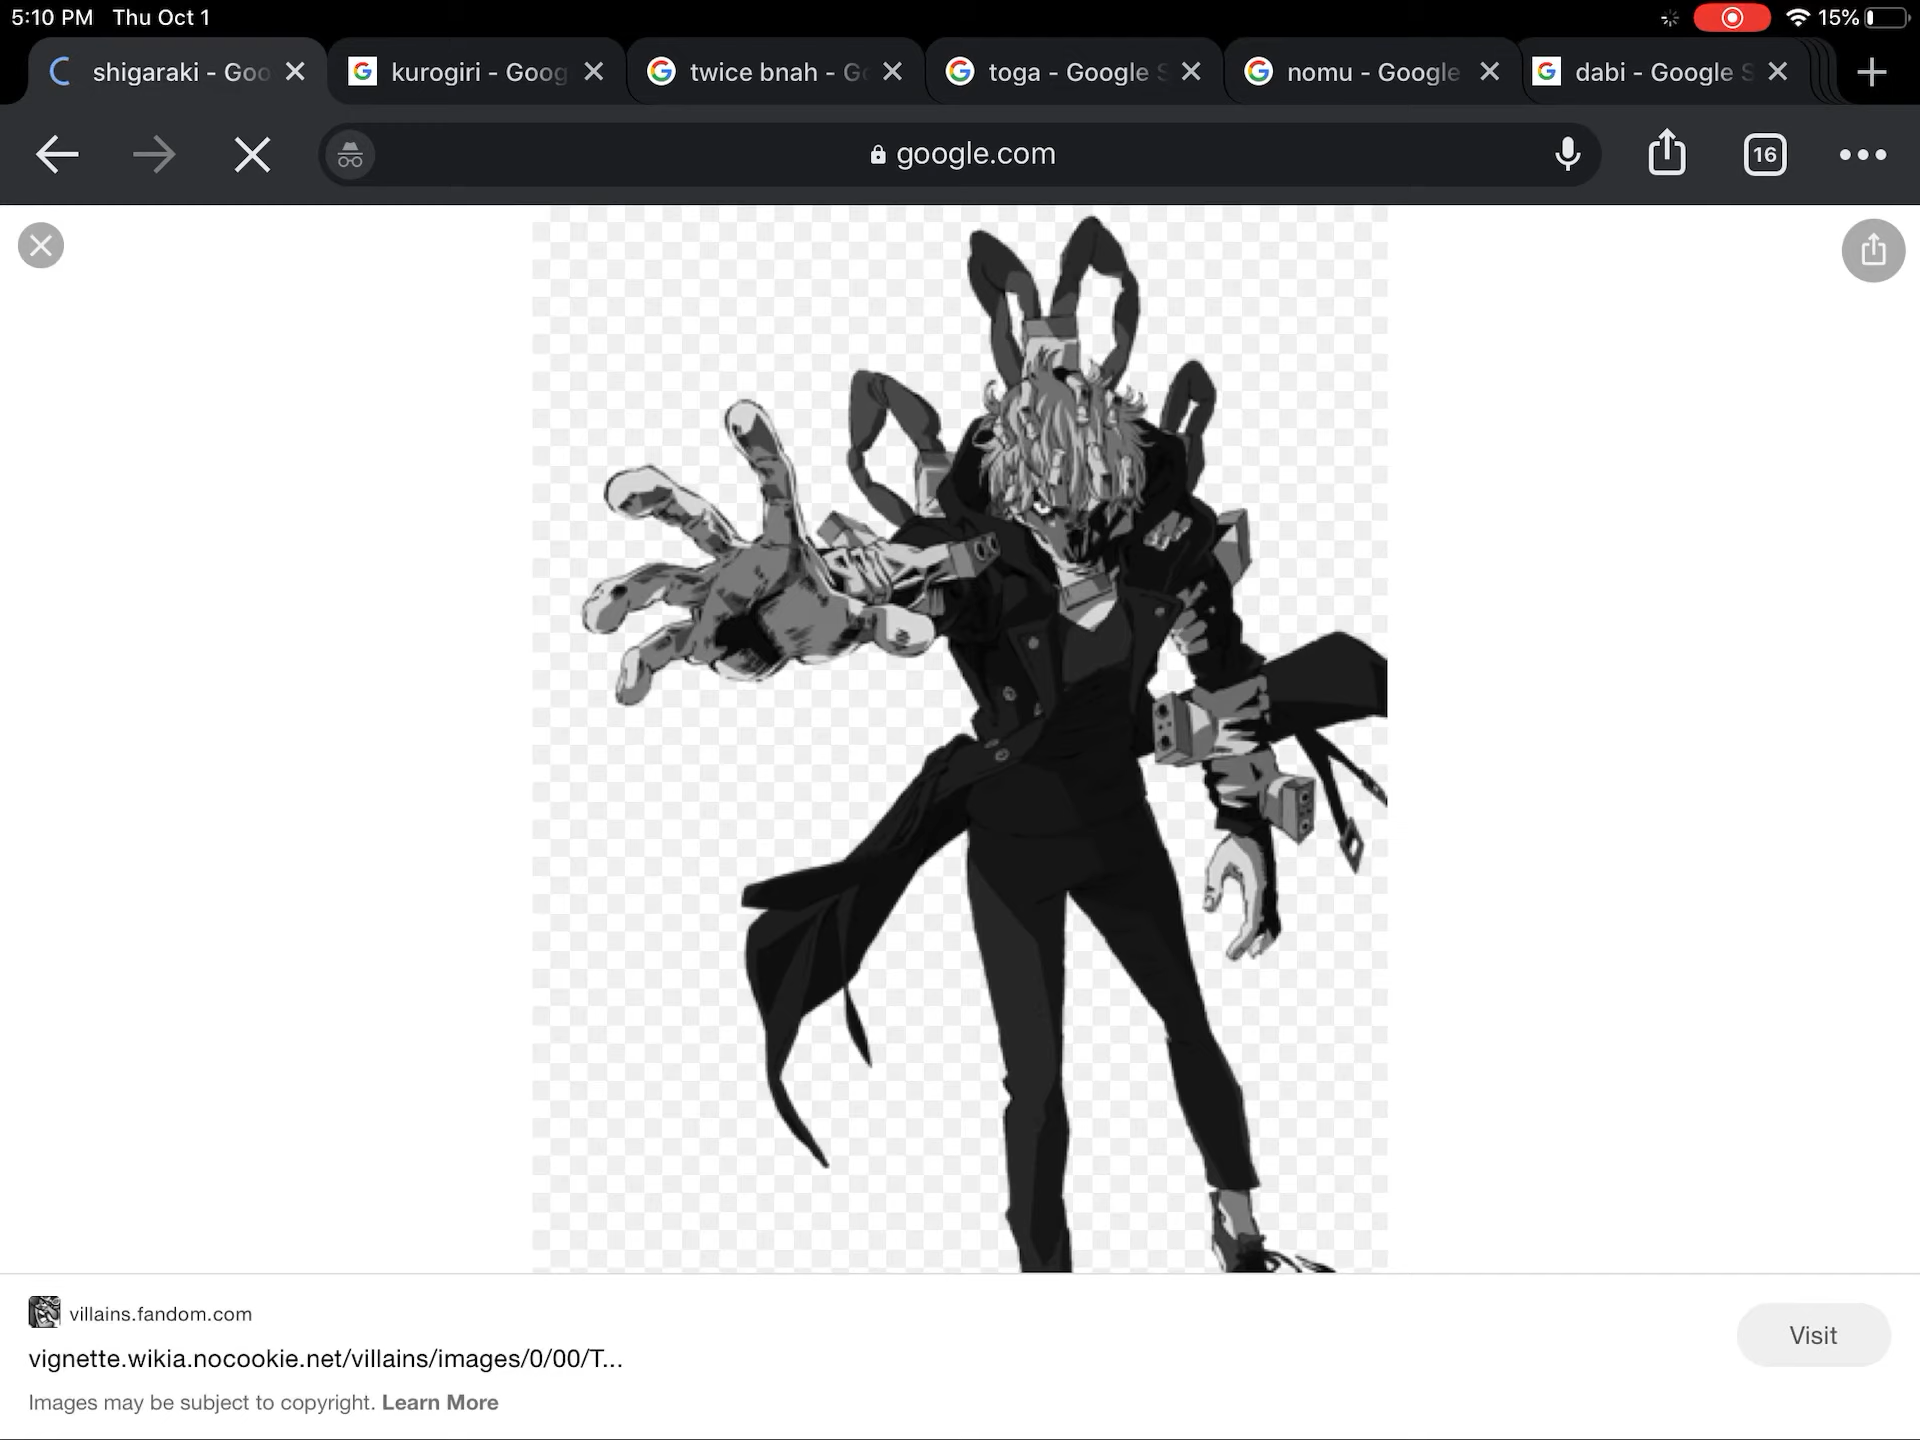 5:10 PM Thu Oct 1
15%
shigaraki - Goo
kurogiri - Goog
twice bnah - G
toga - Google S
nomu - Google
dabi - Google S
google.com
16
villains.fandom.com
vignette.wikia.nocookie.net/villains/images/0/00/T...
Visit
Images may be subject to copyright. Learn More